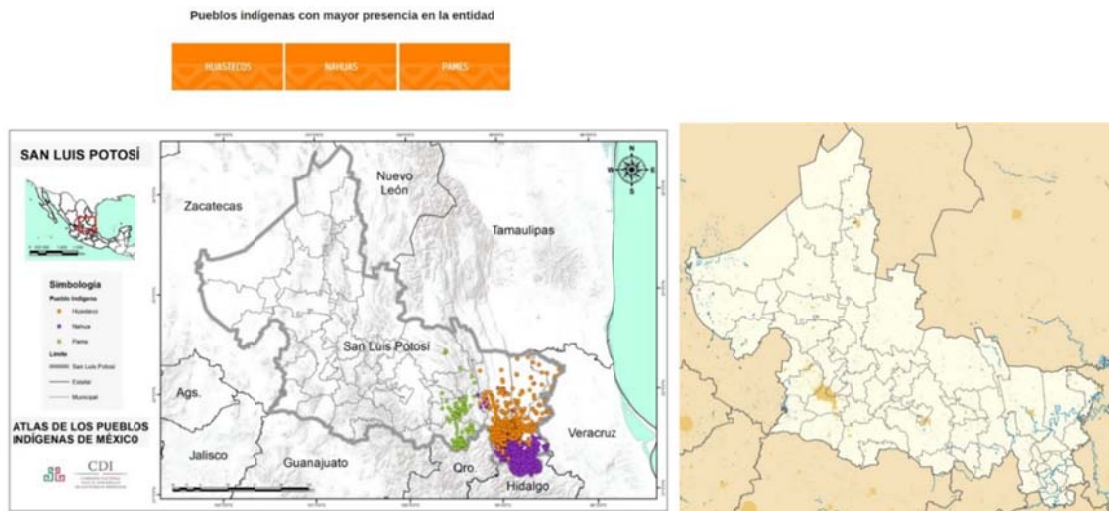 Pueblos indígenas con mayor presencia en la entidad
HUASTECOS
NAHUAS
PAMES
SAN LUIS POTOSÍ
Simbología
Pueblo Indígena
Huasteco
Nahua
Pame
Límite
San Luis Potosí
Estatal
Municipal
ATLAS DE LOS PUEBLOS
INDÍGENAS DE MÉXICO
CDI
N
W
E
S
Nuevo
León
Zacatecas
Tamaulipas
San Luis Potosí
Ags.
Jalisco
Guanajuato
Qro.
Hidalgo
Veracruz